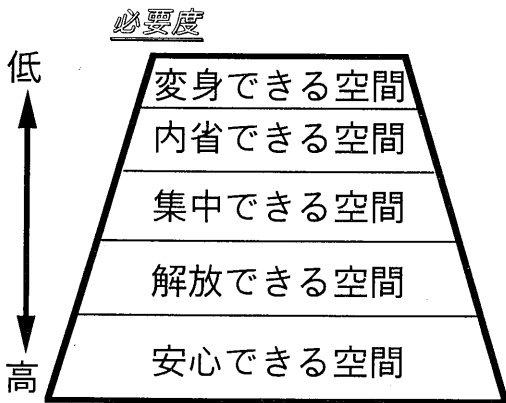 必要度
低
変身できる空間
内省できる空間
集中できる空間
解放できる空間
安心できる空間
高